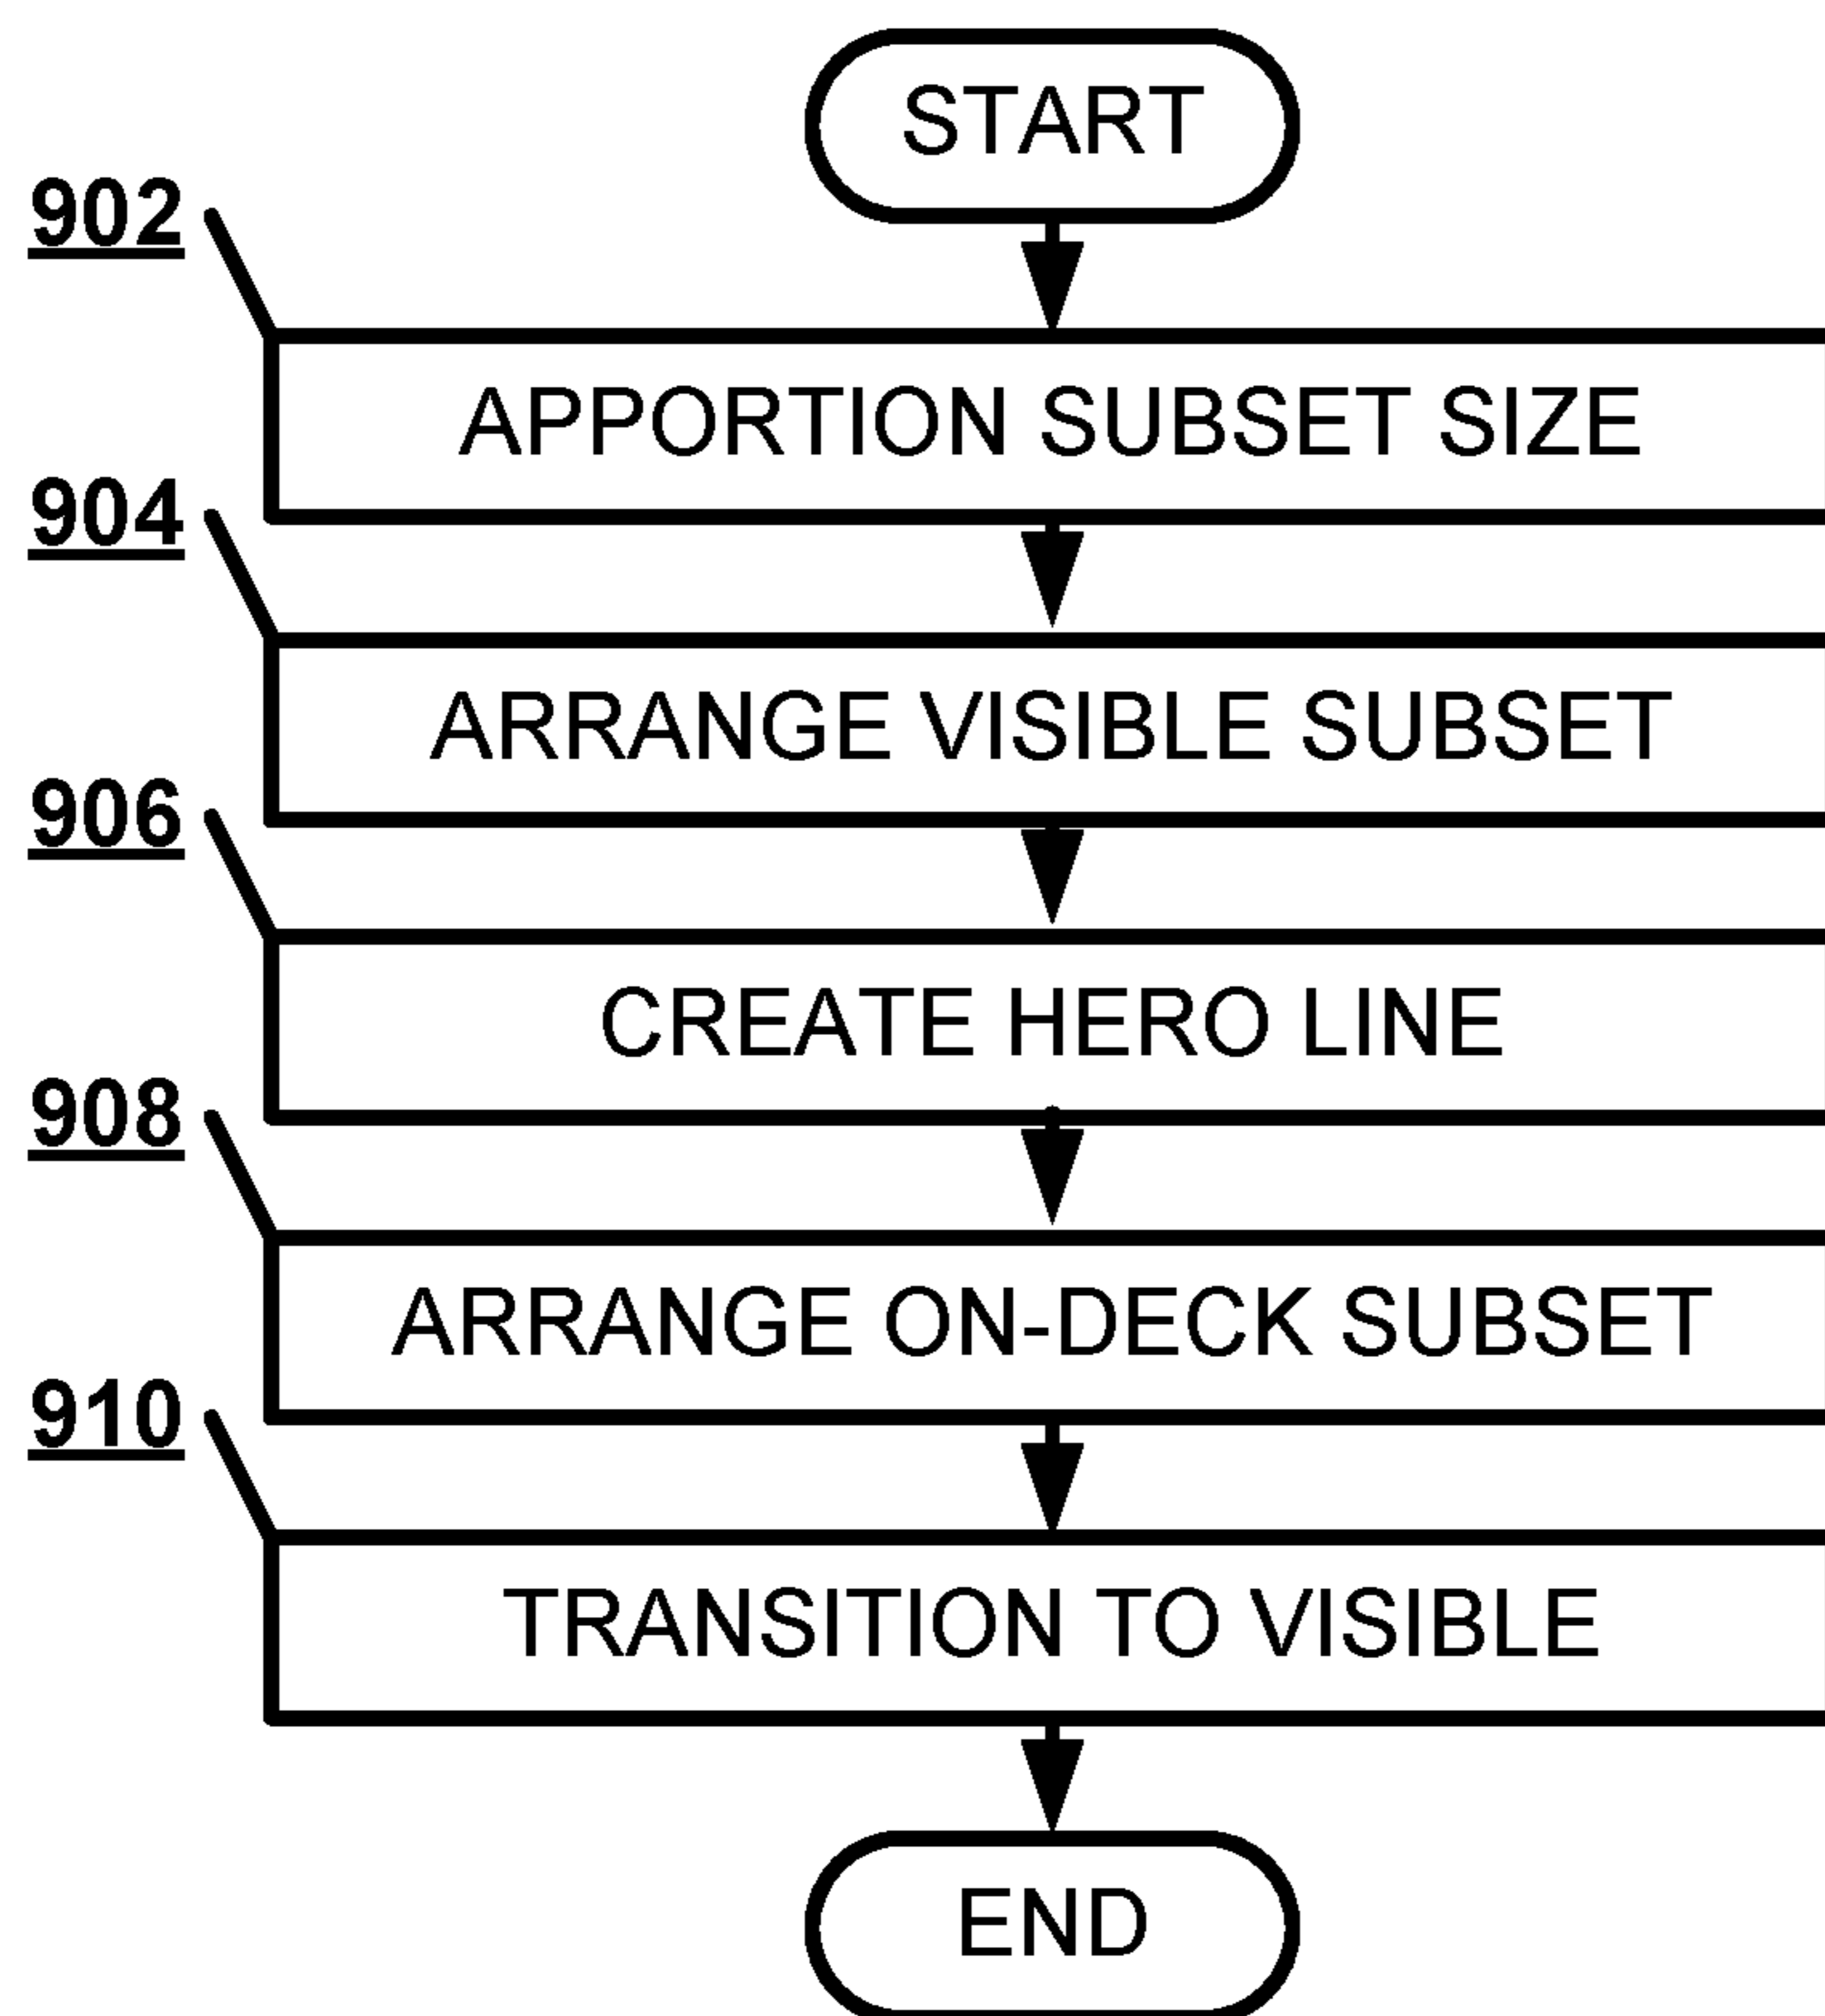 START
902
APPORTION SUBSET SIZE
904
ARRANGE VISIBLE SUBSET
906
CREATE HERO LINE
908
ARRANGE ON-DECK SUBSET
910
TRANSITION TO VISIBLE
END